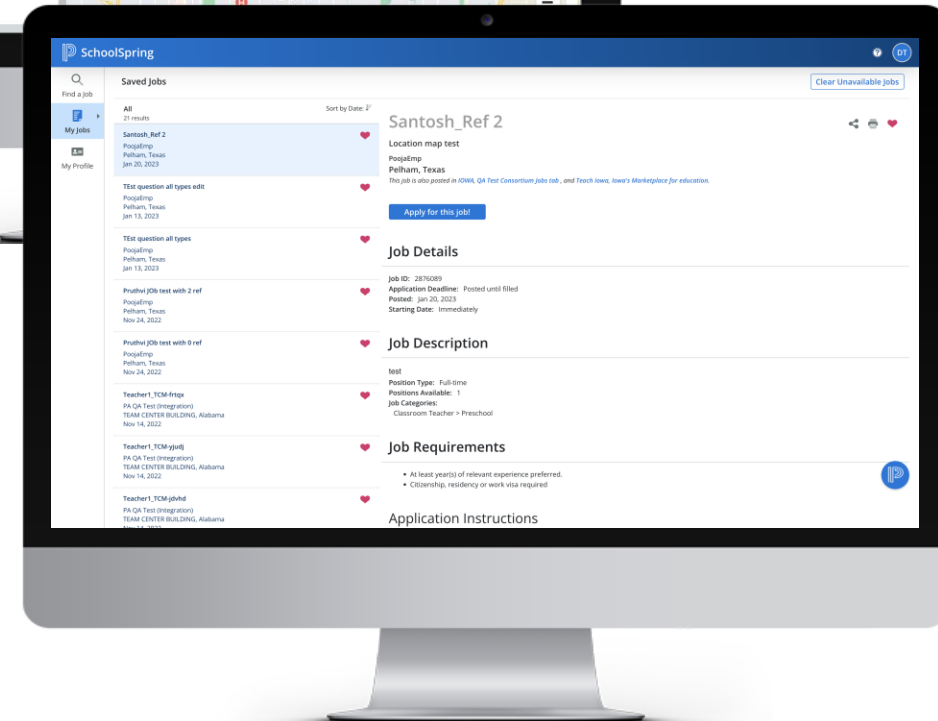 SchoolSpring
DT
Find a Job
My Jobs
My Profile
Saved Jobs
Clear Unavailable Jobs
All
21 results
Sort by Date:
Santosh_Ref 2
PoojaEmp
Pelham, Texas
Jan 20, 2023
TEst question all types edit
PoojaEmp
Pelham, Texas
Jan 13, 2023
TEst question all types
PoojaEmp
Pelham, Texas
Jan 13, 2023
Pruthvi JOb test with 2 ref
PoojaEmp
Pelham, Texas
Nov 24, 2022
Pruthvi JOb test with 0 ref
PoojaEmp
Pelham, Texas
Nov 24, 2022
Teacher1_TCM-frtqx
PA QA Test (Integration)
TEAM CENTER BUILDING, Alabama
Nov 14, 2022
Teacher1_TCM-yjudj
PA QA Test (Integration)
TEAM CENTER BUILDING, Alabama
Nov 14, 2022
Teacher1_TCM-jdvhd
PA QA Test (Integration)
TEAM CENTER BUILDING, Alabama
Santosh_Ref 2
Location map test
PoojaEmp
Pelham, Texas
This job is also posted in IOWA, QA Test Consortium Jobs tab , and Teach Iowa, Iowa's Marketplace for education.
Apply for this job!
Job Details
Job ID: 2876089
Application Deadline: Posted until filled
Posted: Jan 20, 2023
Starting Date: Immediately
Job Description
test
Position Type: Full-time
Positions Available: 1
Job Categories:
Classroom Teacher > Preschool
Job Requirements
• At least year(s) of relevant experience preferred.
• Citizenship, residency or work visa required
Application Instructions